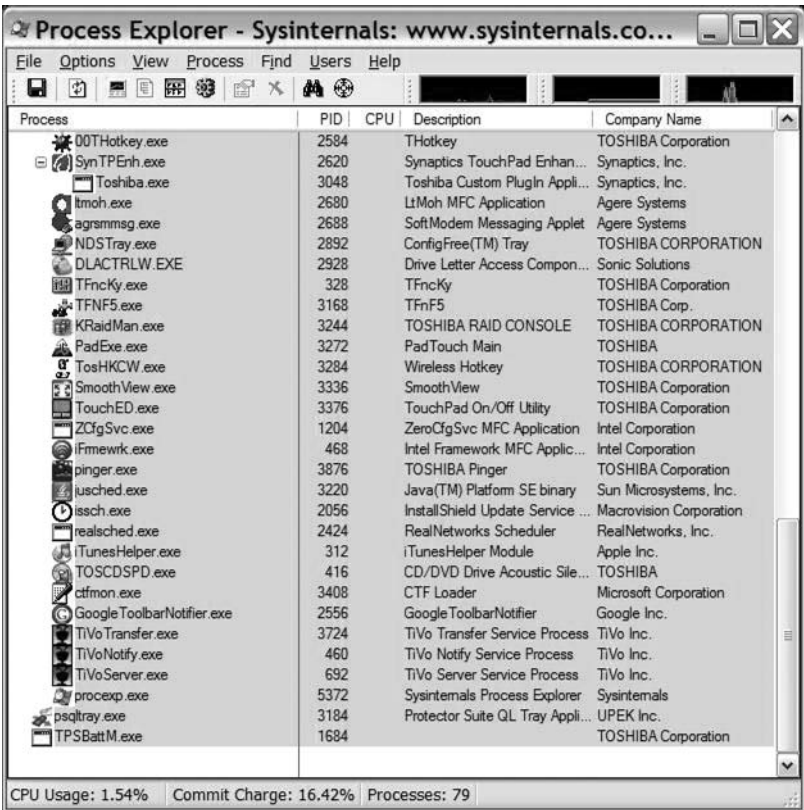 Process Explorer - Sysinternals: www.sysinternals.co...
File Options View Process Find Users Help
Process PID CPU Description Company Name
00THotkey.exe 2584 THotkey TOSHIBA Corporation
SynTPEnh.exe 2620 Synaptics TouchPad Enhan... Synaptics, Inc.
Toshiba.exe 3048 Toshiba Custom PlugIn Appli... Synaptics, Inc.
ltmoh.exe 2680 LtMoh MFC Application Agere Systems
agrsmmsg.exe 2688 SoftModem Messaging Applet Agere Systems
NDSTray.exe 2892 ConfigFree(TM) Tray TOSHIBA CORPORATION
DLACTRLW.EXE 2928 Drive Letter Access Compon... Sonic Solutions
TFncKy.exe 328 TFncKy TOSHIBA Corporation
TFNF5.exe 3168 TFnF5 TOSHIBA Corp.
KRaidMan.exe 3244 TOSHIBA RAID CONSOLE TOSHIBA CORPORATION
PadExe.exe 3272 PadTouch Main TOSHIBA
TosHKCW.exe 3284 Wireless Hotkey TOSHIBA CORPORATION
SmoothView.exe 3336 SmoothView TOSHIBA Corporation
TouchED.exe 3376 TouchPad On/Off Utility TOSHIBA Corporation
ZCfgSvc.exe 1204 ZeroCfgSvc MFC Application Intel Corporation
iFrmewrk.exe 468 Intel Framework MFC Applic... Intel Corporation
pinger.exe 3876 TOSHIBA Pinger TOSHIBA Corporation
jusched.exe 3220 Java(TM) Platform SE binary Sun Microsystems, Inc.
issch.exe 2056 InstallShield Update Service ... Macrovision Corporation
realsched.exe 2424 RealNetworks Scheduler RealNetworks, Inc.
iTunesHelper.exe 312 iTunesHelper Module Apple Inc.
TOSCDSPD.exe 416 CD/DVD Drive Acoustic Sile... TOSHIBA
ctfmon.exe 3408 CTF Loader Microsoft Corporation
GoogleToolbarNotifier.exe 2556 GoogleToolbarNotifier Google Inc.
TiVoTransfer.exe 3724 TiVo Transfer Service Process TiVo Inc.
TiVoNotify.exe 460 TiVo Notify Service Process TiVo Inc.
TiVoServer.exe 692 TiVo Server Service Process TiVo Inc.
procexp.exe 5372 Sysinternals Process Explorer Sysinternals
psqltray.exe 3184 Protector Suite QL Tray Appli... UPEK Inc.
TPSBattM.exe 1684 TOSHIBA Corporation
CPU Usage: 1.54% Commit Charge: 16.42% Processes: 79